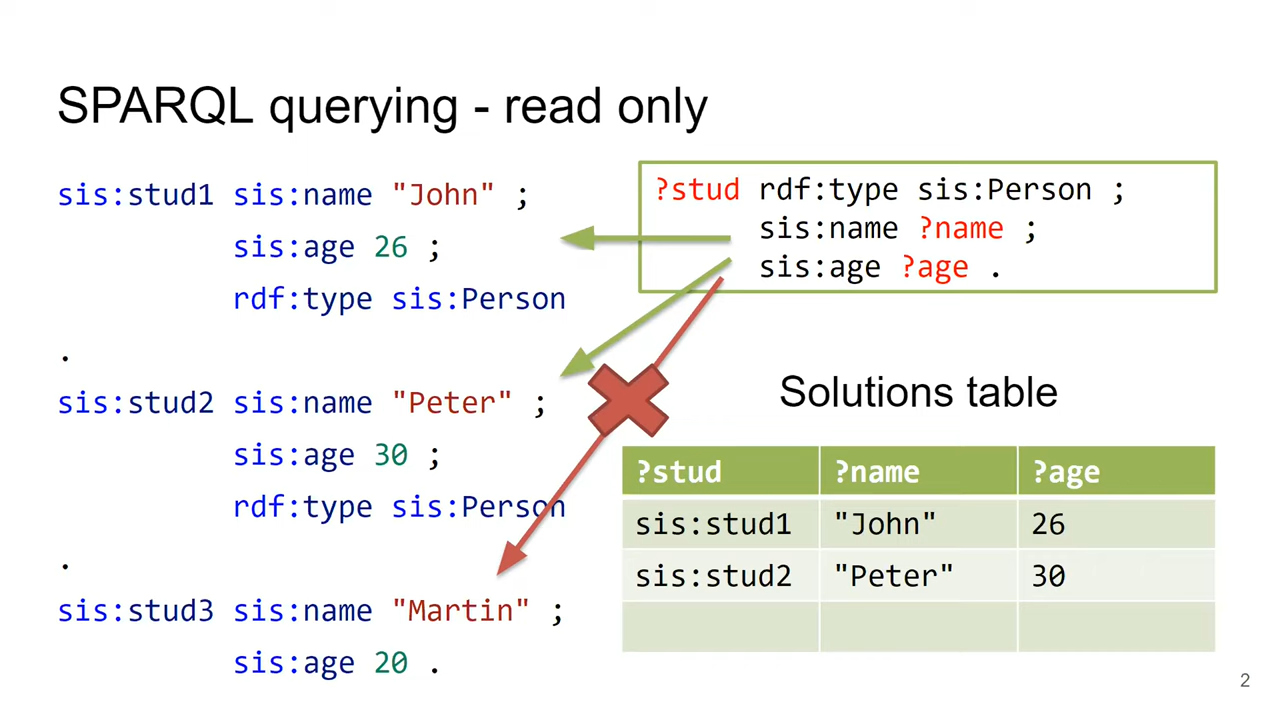 SPARQL querying - read only
sis:stud1 sis:name "John" ;
sis:age 26 ;
rdf:type sis:Person
.
sis:stud2 sis:name "Peter" ;
sis:age 30 ;
rdf:type sis:Person
.
sis:stud3 sis:name "Martin" ;
sis:age 20 .
?stud rdf:type sis:Person ;
sis:name ?name ;
sis:age ?age .
Solutions table
?stud ?name ?age
sis:stud1 "John" 26
sis:stud2 "Peter" 30
2